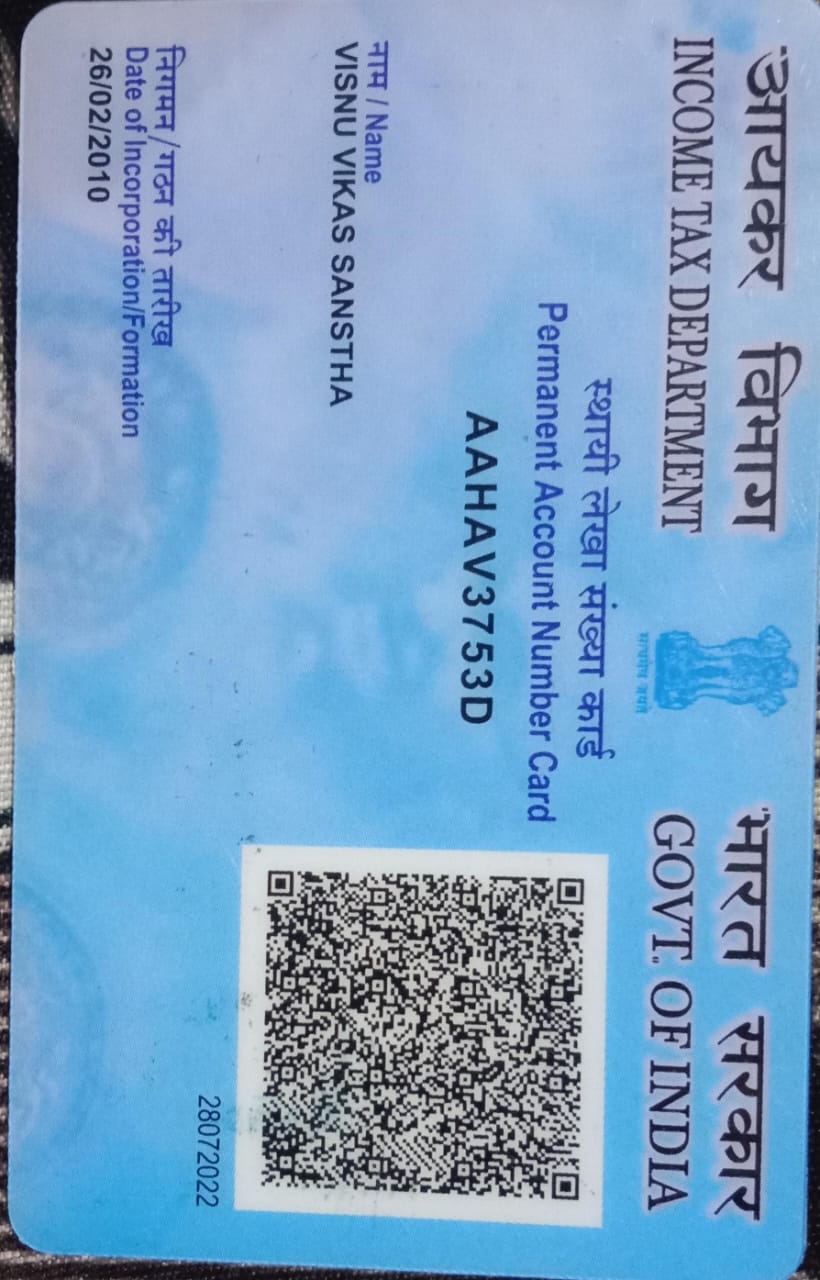 आयकर विभाग
INCOME TAX DEPARTMENT
सत्यमेव जयते
भारत सरकार
GOVT. OF INDIA
स्थायी लेखा संख्या कार्ड
Permanent Account Number Card
AAHAV3753D
नाम / Name
VISNU VIKAS SANSTHA
निगमन / गठन की तारीख
Date of Incorporation/Formation
26/02/2010
28072022